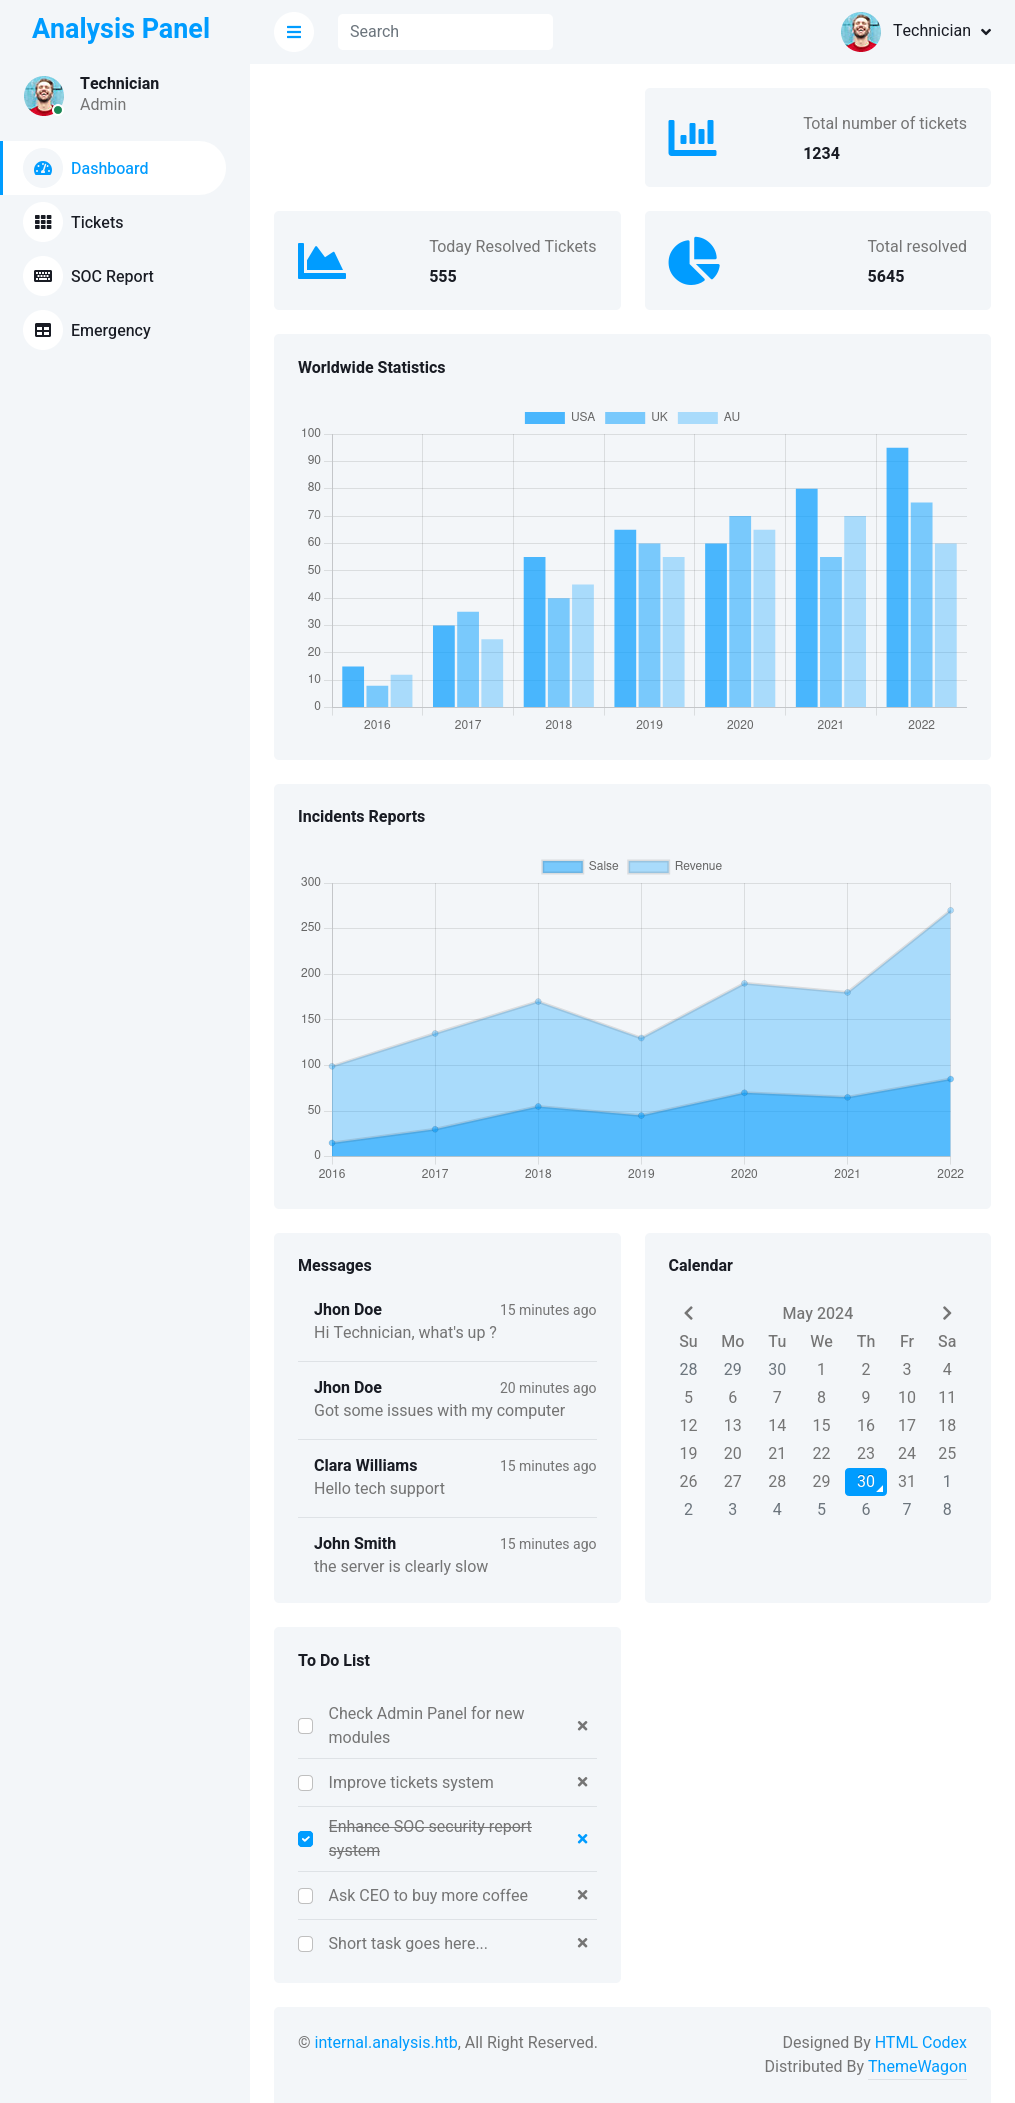 Analysis Panel
Search
Technician
Technician
Admin
Dashboard
Tickets
SOC Report
Emergency
Total number of tickets
1234
Today Resolved Tickets
555
Total resolved
5645
Worldwide Statistics
USA UK AU
100
90
80
70
60
50
40
30
20
10
0
2016 2017 2018 2019 2020 2021 2022
Incidents Reports
Salse Revenue
300
250
200
150
100
50
0
2016 2017 2018 2019 2020 2021 2022
Messages
Jhon Doe 15 minutes ago
Hi Technician, what's up ?
Jhon Doe 20 minutes ago
Got some issues with my computer
Clara Williams 15 minutes ago
Hello tech support
John Smith 15 minutes ago
the server is clearly slow
Calendar
May 2024
Su Mo Tu We Th Fr Sa
28 29 30 1 2 3 4
5 6 7 8 9 10 11
12 13 14 15 16 17 18
19 20 21 22 23 24 25
26 27 28 29 30 31 1
2 3 4 5 6 7 8
To Do List
Check Admin Panel for new
modules
Improve tickets system
Enhance SOC security report
system
Ask CEO to buy more coffee
Short task goes here...
© internal.analysis.htb, All Right Reserved.
Designed By HTML Codex
Distributed By ThemeWagon